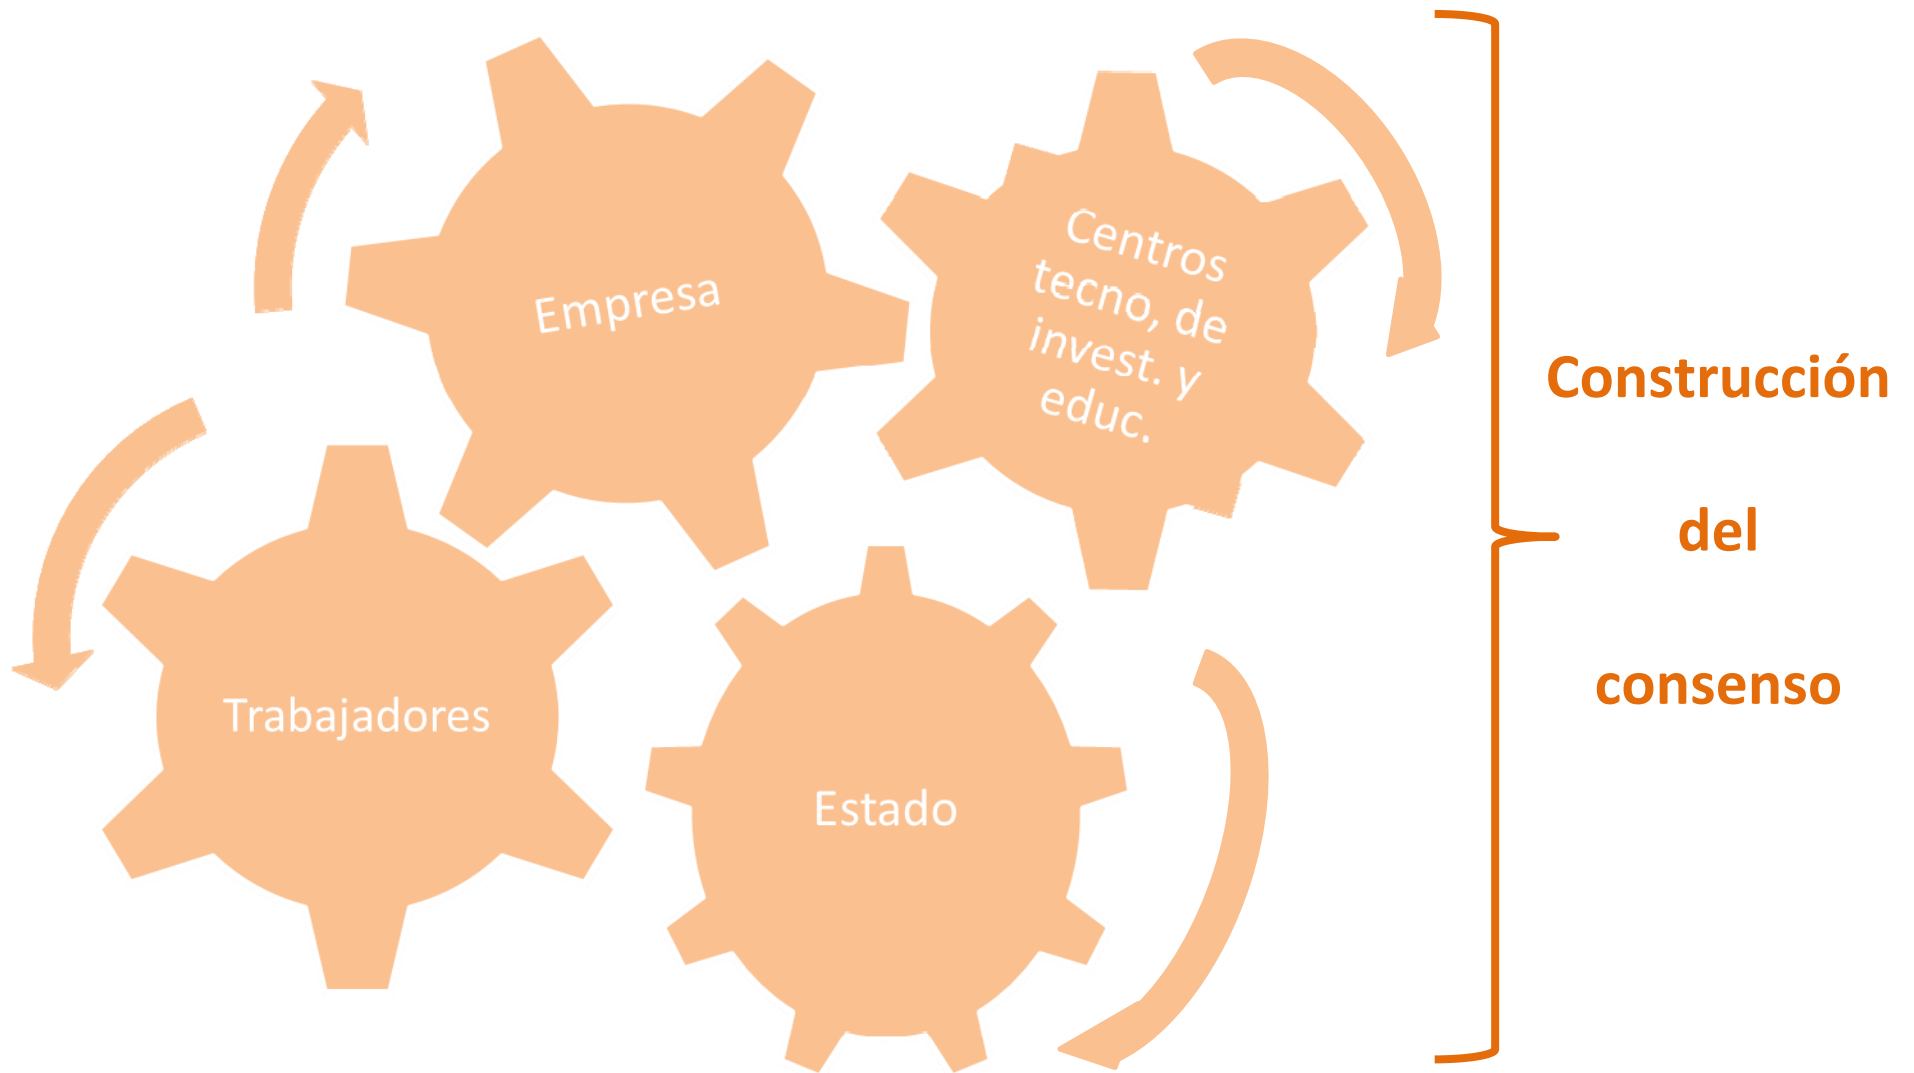 Empresa
Centros
tecno, de
invest. y
educ.
Trabajadores
Estado
Construcción
del
consenso